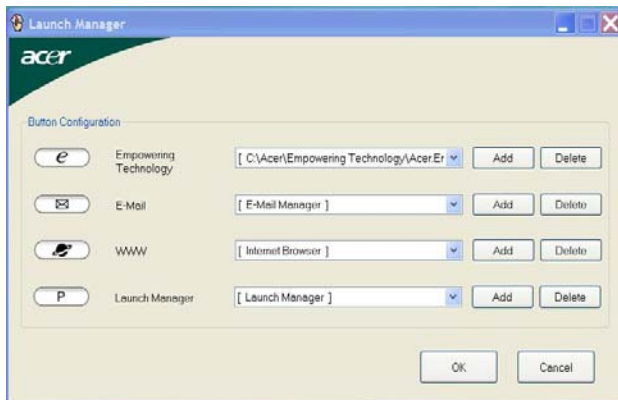 Launch Manager
acer
Button Configuration
e Empowering Technology [ C:\Acer\Empowering Technology\Acer.Er Add Delete
E-Mail [ E-Mail Manager ] Add Delete
WWW [ Internet Browser ] Add Delete
P Launch Manager [ Launch Manager ] Add Delete
OK Cancel